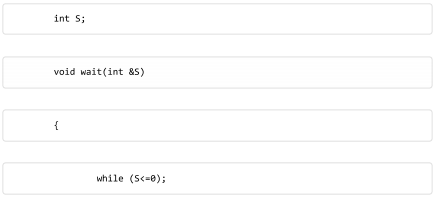 int S;
void wait(int &S)
{
while (S<=0);